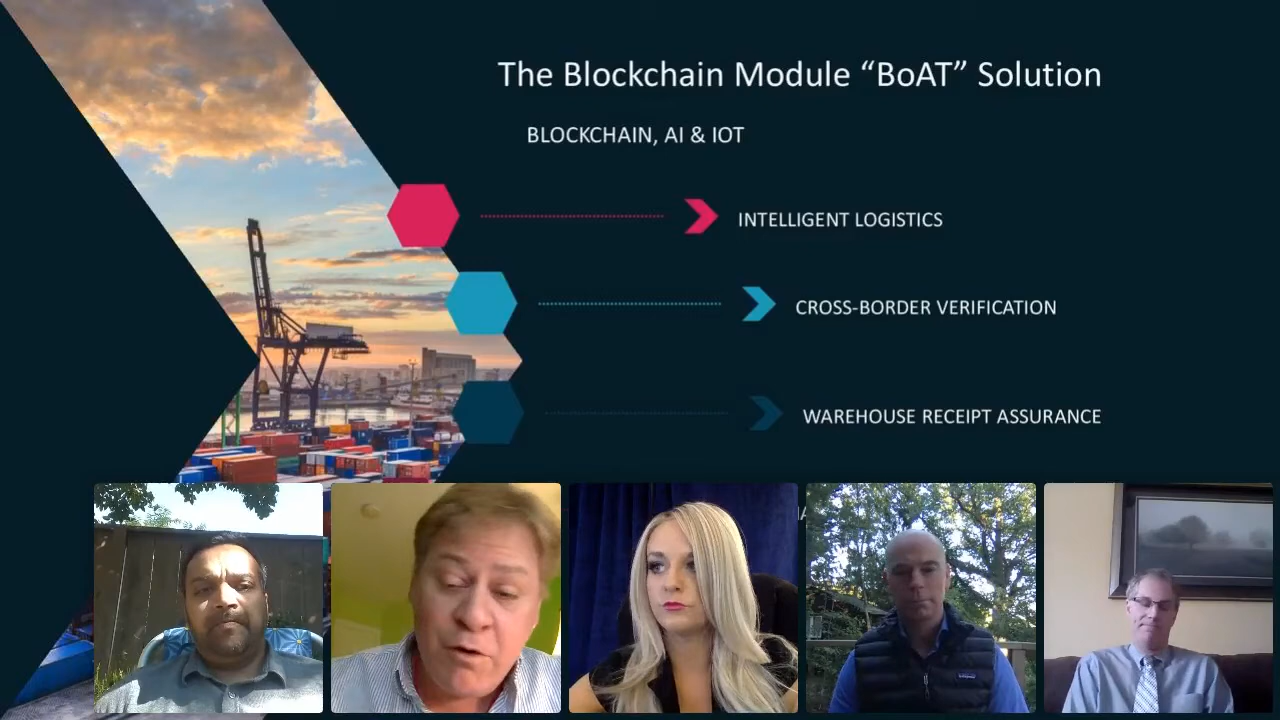 The Blockchain Module “BoAT” Solution
BLOCKCHAIN, AI & IOT
INTELLIGENT LOGISTICS
CROSS-BORDER VERIFICATION
WAREHOUSE RECEIPT ASSURANCE